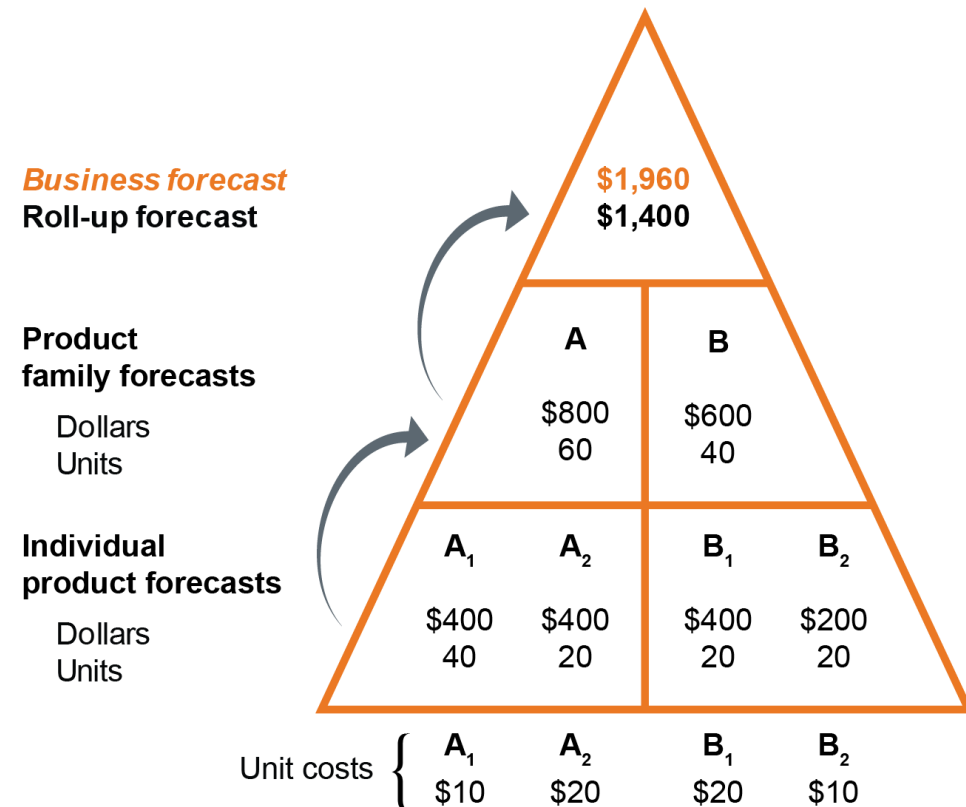 Business forecast
Roll-up forecast
$1,960
$1,400
Product
family forecasts
Dollars
Units
A
$800
60
B
$600
40
Individual
product forecasts
Dollars
Units
A₁
$400
40
A₂
$400
20
B₁
$400
20
B₂
$200
20
Unit costs {
A₁
$10
A₂
$20
B₁
$20
B₂
$10